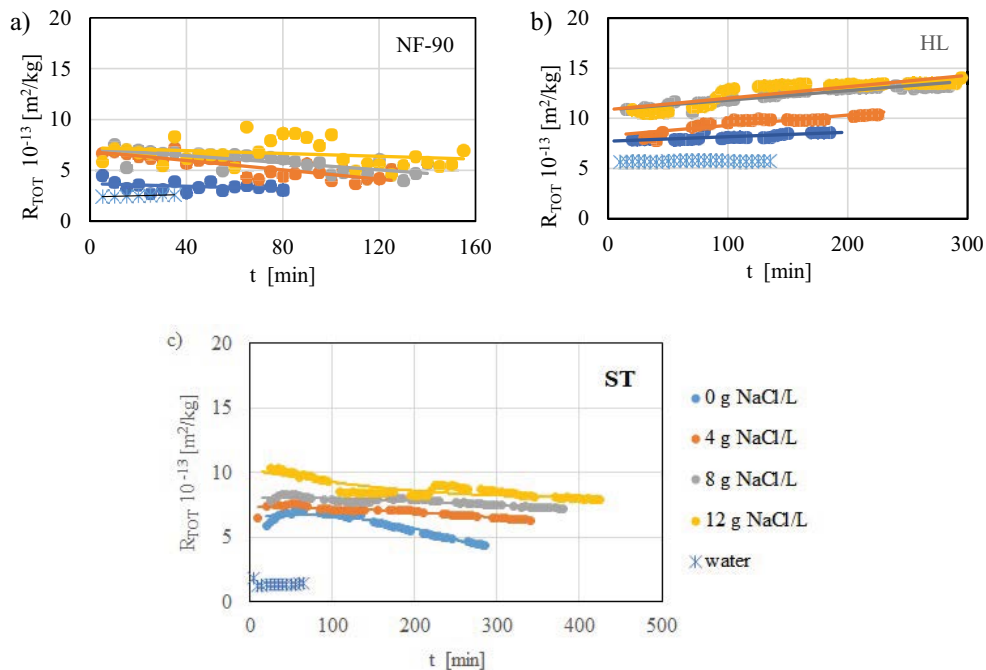 a)
20
15
10
5
0
R_TOT 10^-13 [m²/kg]
NF-90
0 40 80 120 160
t [min]
b)
20
15
10
5
0
R_TOT 10^-13 [m²/kg]
HL
0 100 200 300
t [min]
c)
20
15
10
5
0
R_TOT 10^-13 [m²/kg]
ST
0 100 200 300 400 500
t [min]
0 g NaCl/L
4 g NaCl/L
8 g NaCl/L
12 g NaCl/L
water